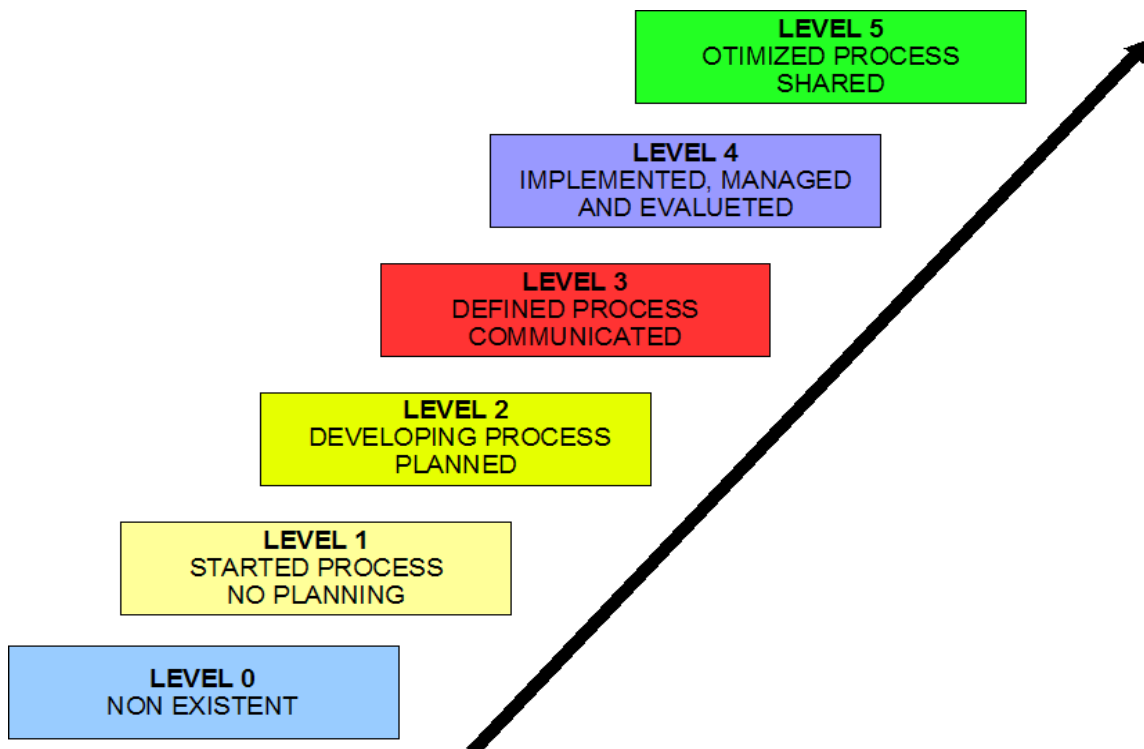 LEVEL 5
OTIMIZED PROCESS
SHARED
LEVEL 4
IMPLEMENTED, MANAGED
AND EVALUETED
LEVEL 3
DEFINED PROCESS
COMMUNICATED
LEVEL 2
DEVELOPING PROCESS
PLANNED
LEVEL 1
STARTED PROCESS
NO PLANNING
LEVEL 0
NON EXISTENT